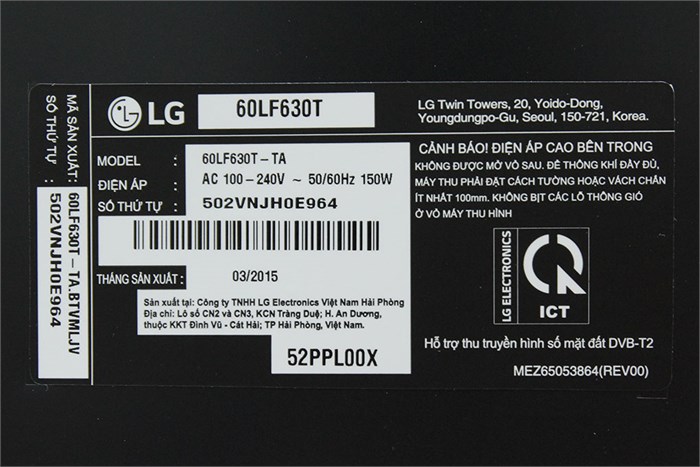 LG
60LF630T
LG Twin Towers, 20, Yoido-Dong,
Youngdungpo-Gu, Seoul, 150-721, Korea.
MODEL : 60LF630T-TA
ĐIỆN ÁP : AC 100-240V ~ 50/60Hz 150W
SỐ THỨ TỰ : 502VNJH0E964
THÁNG SẢN XUẤT : 03/2015
Sản xuất tại: Công ty TNHH LG Electronics Việt Nam Hải Phòng
Địa chỉ: Lô số CN2 và CN3, KCN Tràng Duệ; H. An Dương,
thuộc KKT Đình Vũ - Cát Hải; TP Hải Phòng, Việt Nam.
52PPL00X
CẢNH BÁO! ĐIỆN ÁP CAO BÊN TRONG
KHÔNG ĐƯỢC MỞ VỎ SAU. ĐỂ THÔNG KHÍ ĐẦY ĐỦ,
MÁY THU PHẢI ĐẶT CÁCH TƯỜNG HOẶC VÁCH CHẮN
ÍT NHẤT 100mm. KHÔNG BỊT CÁC LỖ THÔNG GIÓ
Ở VỎ MÁY THU HÌNH
LG ELECTRONICS
ICT
Hỗ trợ thu truyền hình số mặt đất DVB-T2
MEZ65053864(REV00)
MÃ SẢN XUẤT: 60LF630T-TA.BTVMLJV
SỐ THỨ TỰ : 502VNJH0E964